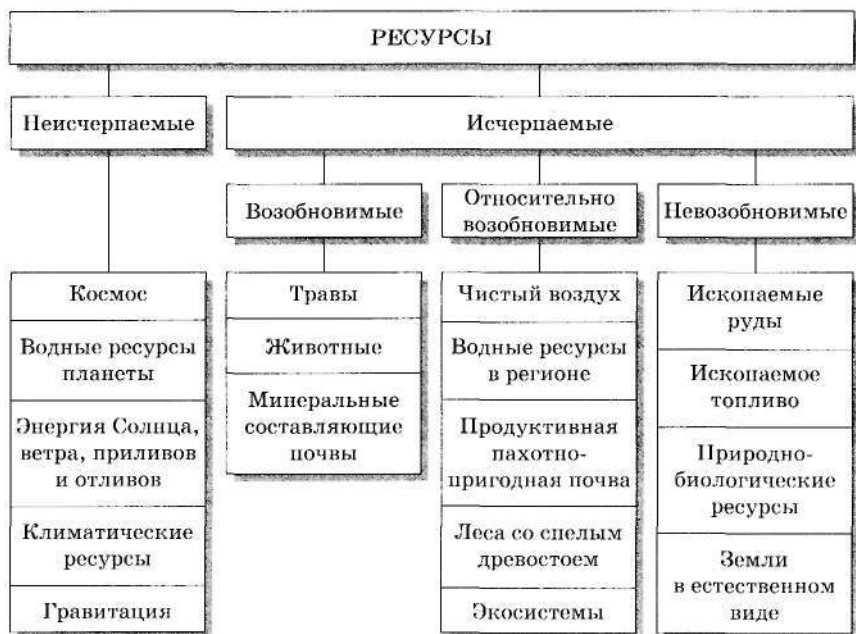 РЕСУРСЫ
Неисчерпаемые
Исчерпаемые
Возобновимые
Относительно
возобновимые
Невозобновимые
Космос
Водные ресурсы
планеты
Энергия Солнца,
ветра, приливов
и отливов
Климатические
ресурсы
Гравитация
Травы
Животные
Минеральные
составляющие
почвы
Чистый воздух
Водные ресурсы
в регионе
Продуктивная
пахотно-
пригодная почва
Леса со спелым
древостоем
Экосистемы
Ископаемые
руды
Ископаемое
топливо
Природно-
биологические
ресурсы
Земли
в естественном
виде